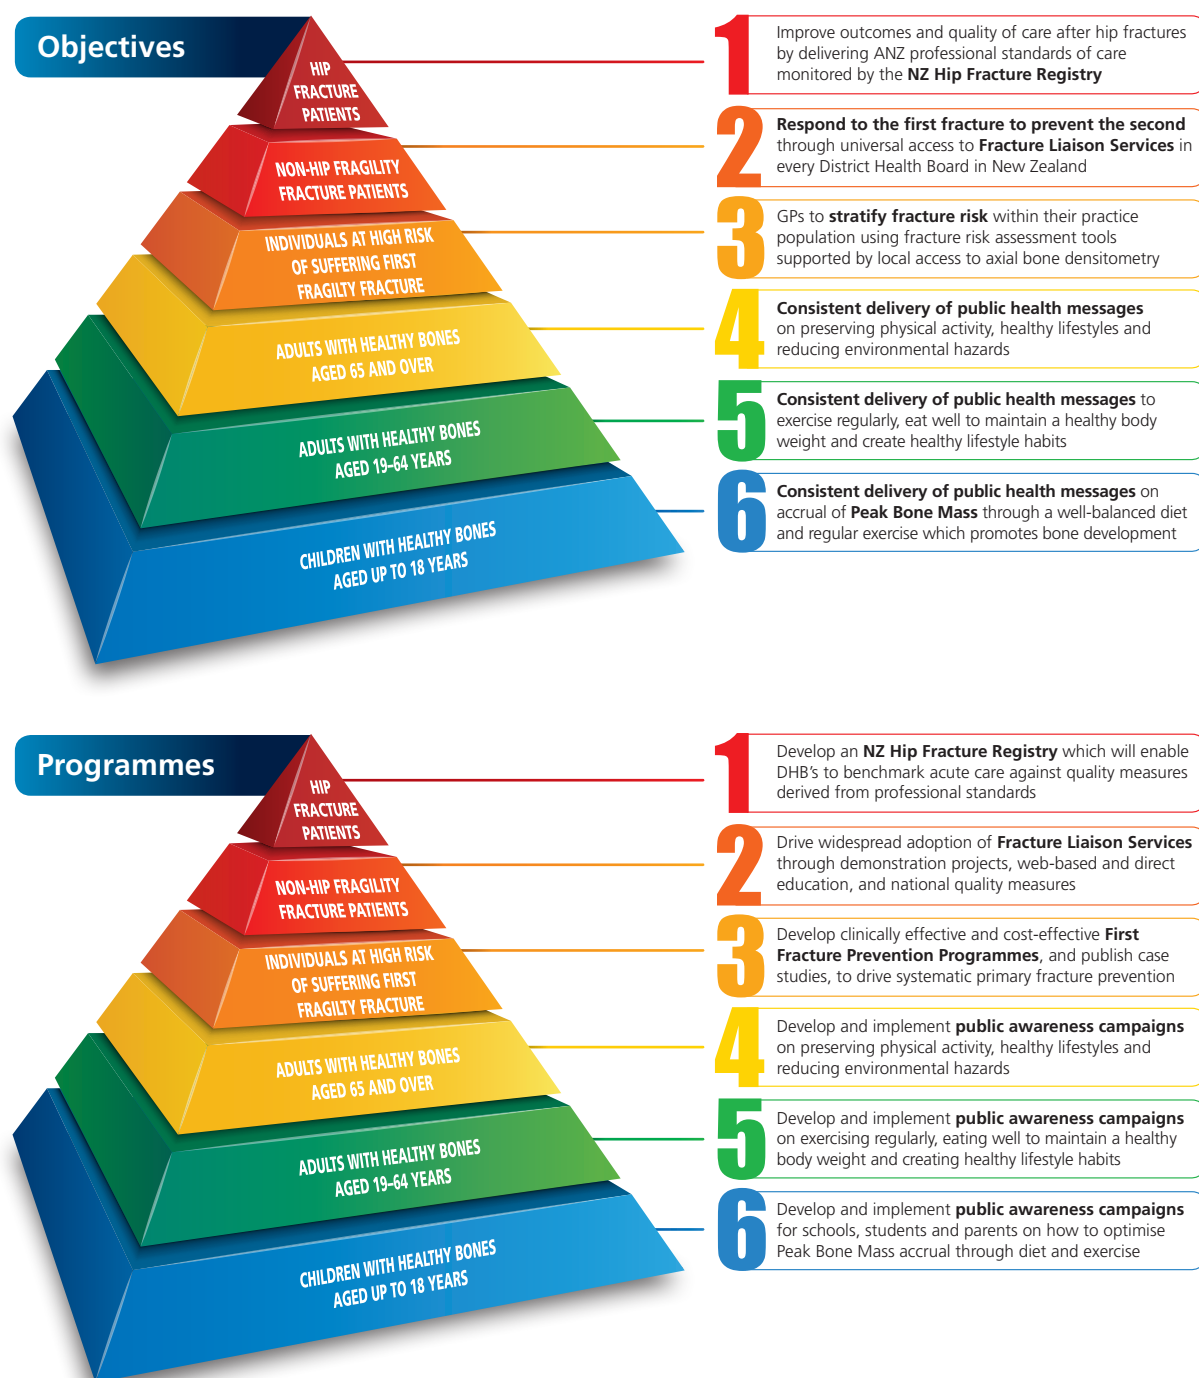 Objectives
HIP
FRACTURE
PATIENTS
NON-HIP FRAGILITY
FRACTURE PATIENTS
INDIVIDUALS AT HIGH RISK
OF SUFFERING FIRST
FRAGILTY FRACTURE
ADULTS WITH HEALTHY BONES
AGED 65 AND OVER
ADULTS WITH HEALTHY BONES
AGED 19–64 YEARS
CHILDREN WITH HEALTHY BONES
AGED UP TO 18 YEARS
1
Improve outcomes and quality of care after hip fractures
by delivering ANZ professional standards of care
monitored by the NZ Hip Fracture Registry
2
Respond to the first fracture to prevent the second
through universal access to Fracture Liaison Services in
every District Health Board in New Zealand
3
GPs to stratify fracture risk within their practice
population using fracture risk assessment tools
supported by local access to axial bone densitometry
4
Consistent delivery of public health messages
on preserving physical activity, healthy lifestyles and
reducing environmental hazards
5
Consistent delivery of public health messages to
exercise regularly, eat well to maintain a healthy body
weight and create healthy lifestyle habits
6
Consistent delivery of public health messages on
accrual of Peak Bone Mass through a well-balanced diet
and regular exercise which promotes bone development
Programmes
HIP
FRACTURE
PATIENTS
NON-HIP FRAGILITY
FRACTURE PATIENTS
INDIVIDUALS AT HIGH RISK
OF SUFFERING FIRST
FRAGILTY FRACTURE
ADULTS WITH HEALTHY BONES
AGED 65 AND OVER
ADULTS WITH HEALTHY BONES
AGED 19–64 YEARS
CHILDREN WITH HEALTHY BONES
AGED UP TO 18 YEARS
1
Develop an NZ Hip Fracture Registry which will enable
DHB's to benchmark acute care against quality measures
derived from professional standards
2
Drive widespread adoption of Fracture Liaison Services
through demonstration projects, web-based and direct
education, and national quality measures
3
Develop clinically effective and cost-effective First
Fracture Prevention Programmes, and publish case
studies, to drive systematic primary fracture prevention
4
Develop and implement public awareness campaigns
on preserving physical activity, healthy lifestyles and
reducing environmental hazards
5
Develop and implement public awareness campaigns
on exercising regularly, eating well to maintain a healthy
body weight and creating healthy lifestyle habits
6
Develop and implement public awareness campaigns
for schools, students and parents on how to optimise
Peak Bone Mass accrual through diet and exercise